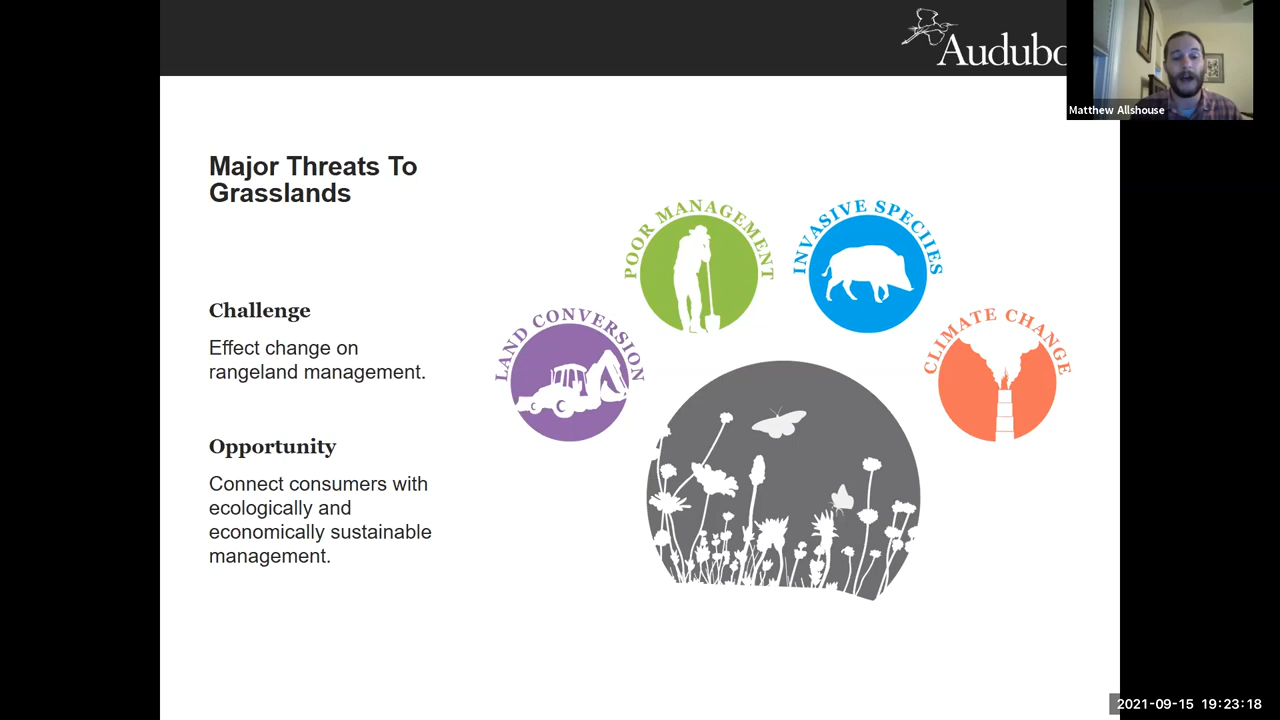 Audubo
Matthew Allshouse
Major Threats To
Grasslands
POOR MANAGEMENT
INVASIVE SPECIIES
LAND CONVERSION
CLIMATE CHANGE
Challenge
Effect change on
rangeland management.
Opportunity
Connect consumers with
ecologically and
economically sustainable
management.
2021-09-15 19:23:18